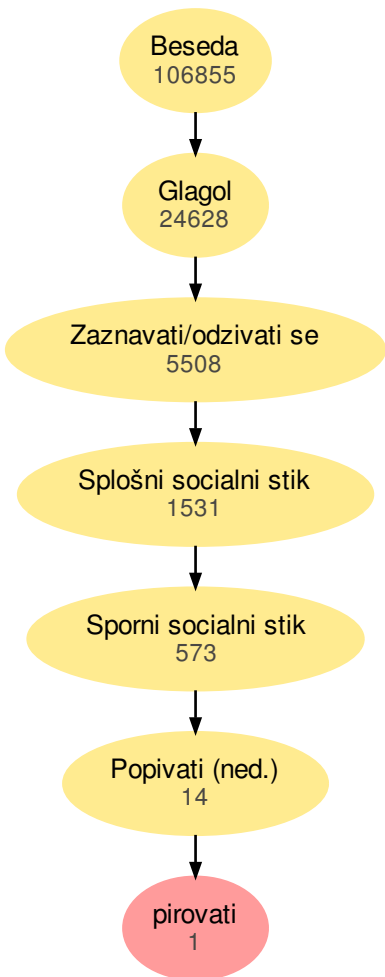 Beseda
106855
Glagol
24628
Zaznavati/odzivati se
5508
Splošni socialni stik
1531
Sporni socialni stik
573
Popivati (ned.)
14
pirovati
1